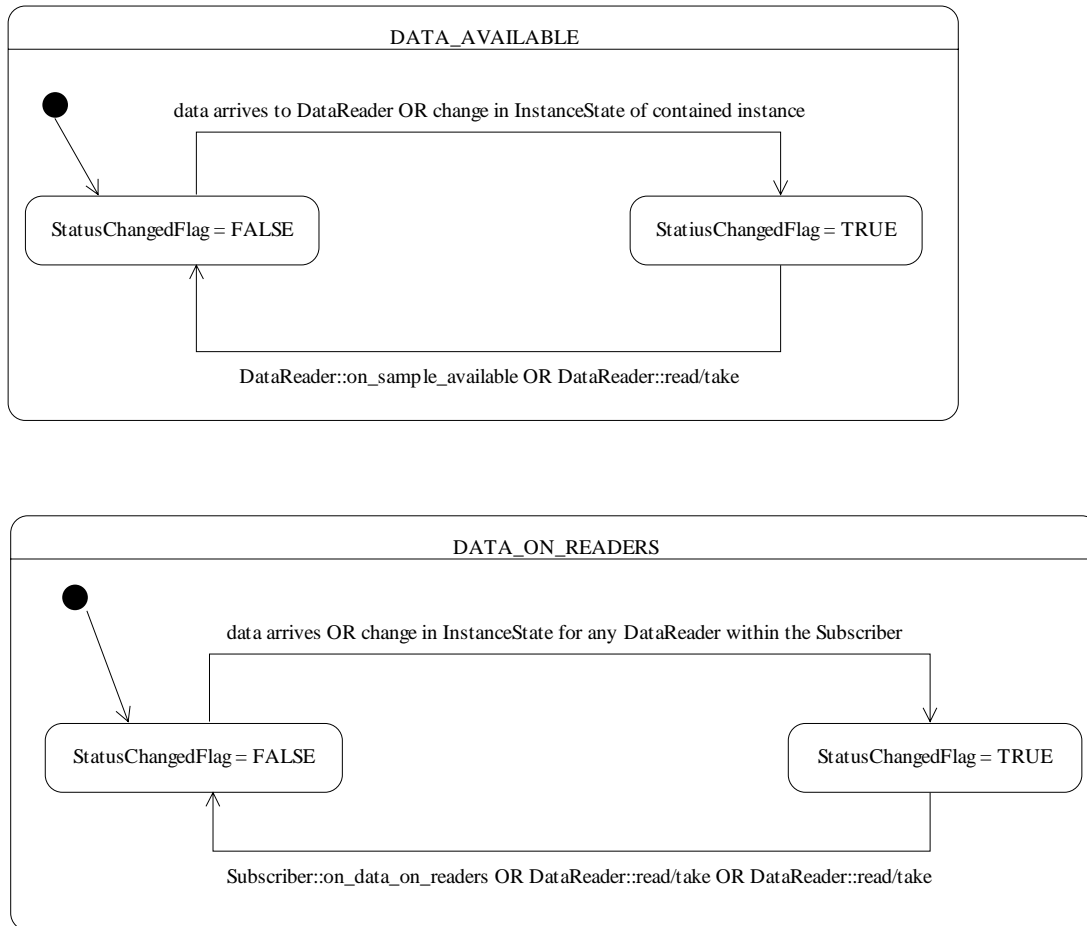 DATA_AVAILABLE
data arrives to DataReader OR change in InstanceState of contained instance
StatusChangedFlag = FALSE
StatiusChangedFlag = TRUE
DataReader::on_sample_available OR DataReader::read/take
DATA_ON_READERS
data arrives OR change in InstanceState for any DataReader within the Subscriber
StatusChangedFlag = FALSE
StatusChangedFlag = TRUE
Subscriber::on_data_on_readers OR DataReader::read/take OR DataReader::read/take